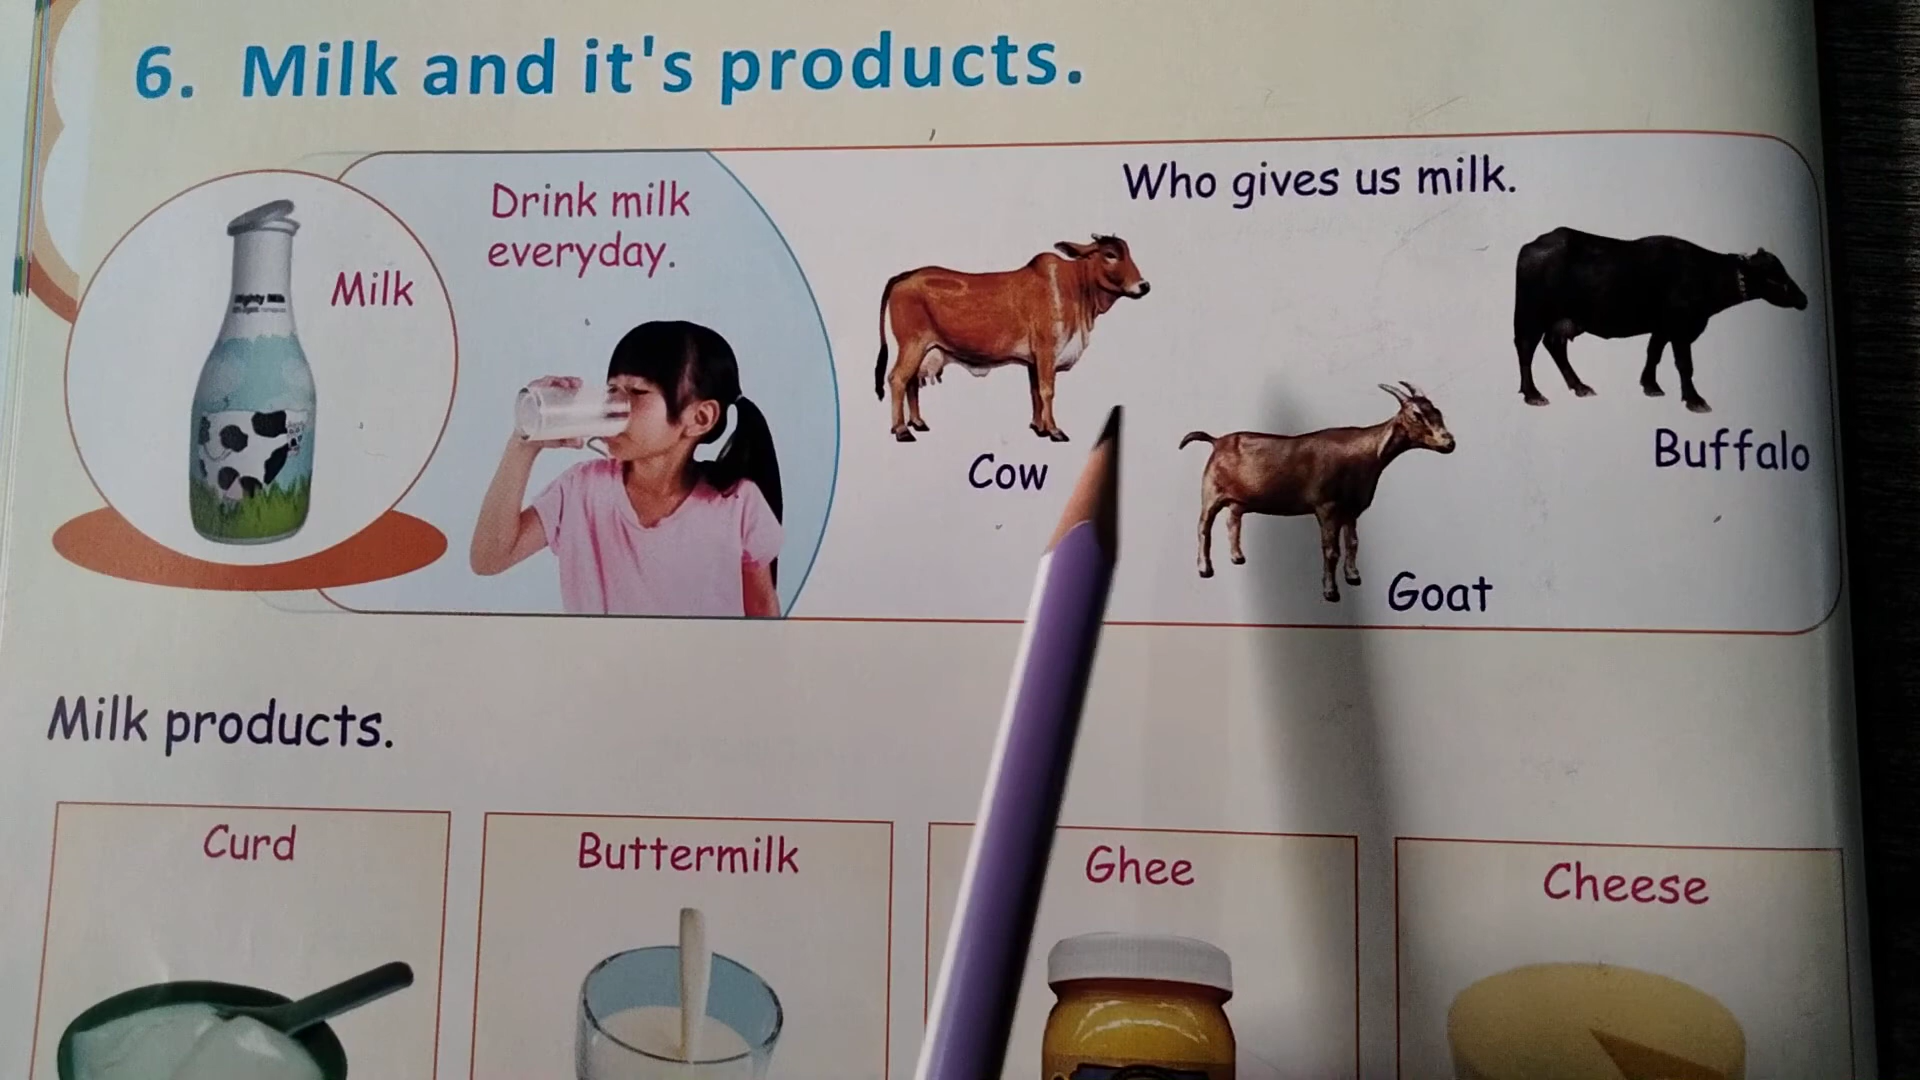 6. Milk and it's products.
Milk
Drink milk
everyday.
Who gives us milk.
Cow
Goat
Buffalo
Milk products.
Curd
Buttermilk
Ghee
Cheese